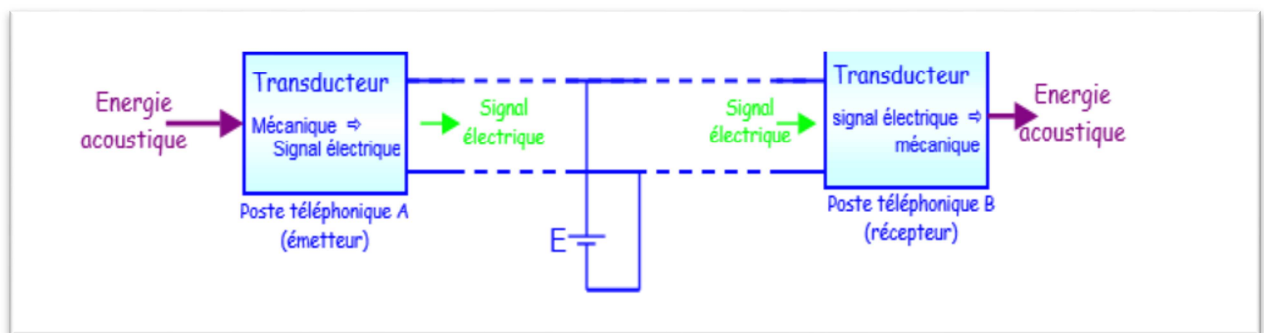 Energie
acoustique
Transducteur
Mécanique ⇨
Signal électrique
Poste téléphonique A
(émetteur)
Signal
électrique
E
Signal
électrique
Transducteur
signal électrique ⇨
mécanique
Poste téléphonique B
(récepteur)
Energie
acoustique